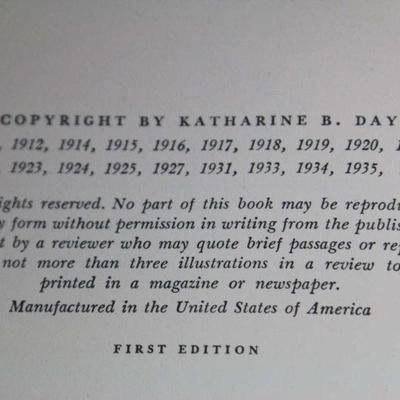 COPYRIGHT BY KATHARINE B. DAY
, 1912, 1914, 1915, 1916, 1917, 1918, 1919, 1920,
, 1923, 1924, 1925, 1927, 1931, 1933, 1934, 1935,
ights reserved. No part of this book may be reprodu
y form without permission in writing from the publis
t by a reviewer who may quote brief passages or rep
not more than three illustrations in a review to
printed in a magazine or newspaper.
Manufactured in the United States of America
FIRST EDITION